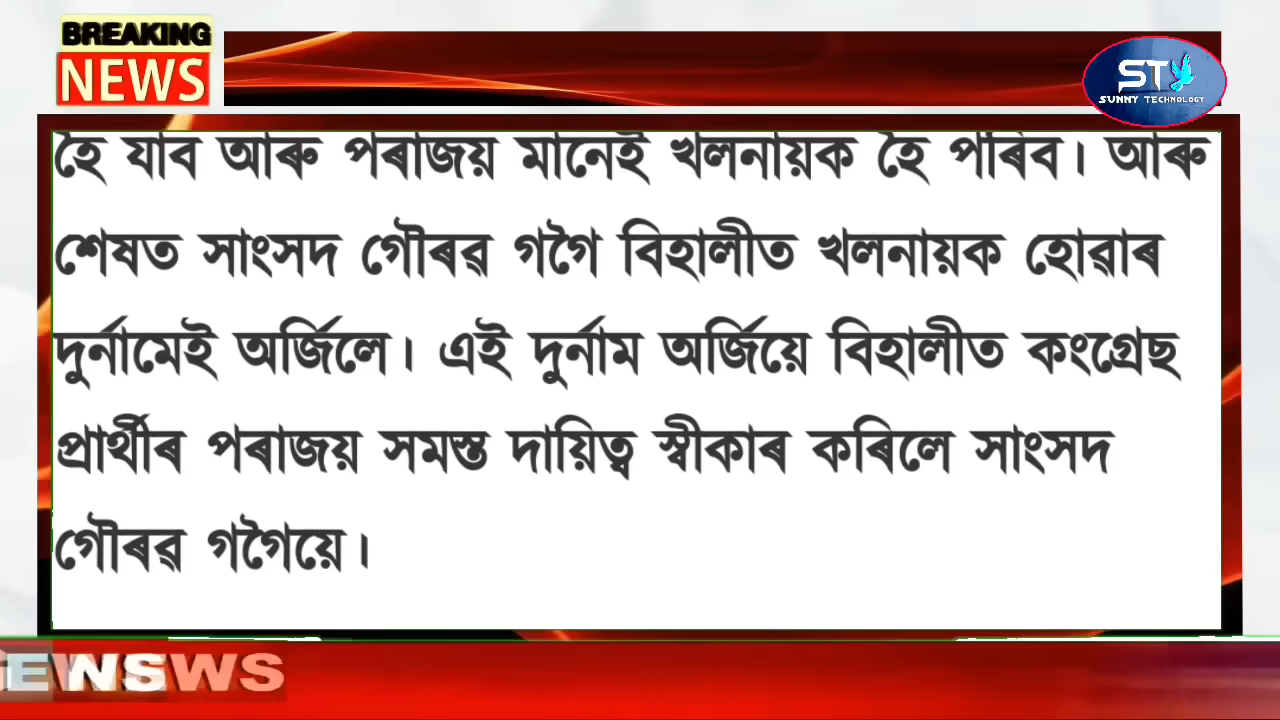 BREAKING
NEWS
ST
SUNNY TECHNOLOGY
হৈ যাব আৰু পৰাজয় মানেই খলনায়ক হৈ পাৰিব। আৰু
শেষত সাংসদ গৌৰৱ গগৈ বিহালীত খলনায়ক হোৱাৰ
দুৰ্নামেই অৰ্জিলে। এই দুৰ্নাম অৰ্জিয়ে বিহালীত কংগ্ৰেছ
প্ৰাৰ্থীৰ পৰাজয় সমস্ত দায়িত্ব স্বীকাৰ কৰিলে সাংসদ
গৌৰৱ গগৈয়ে।